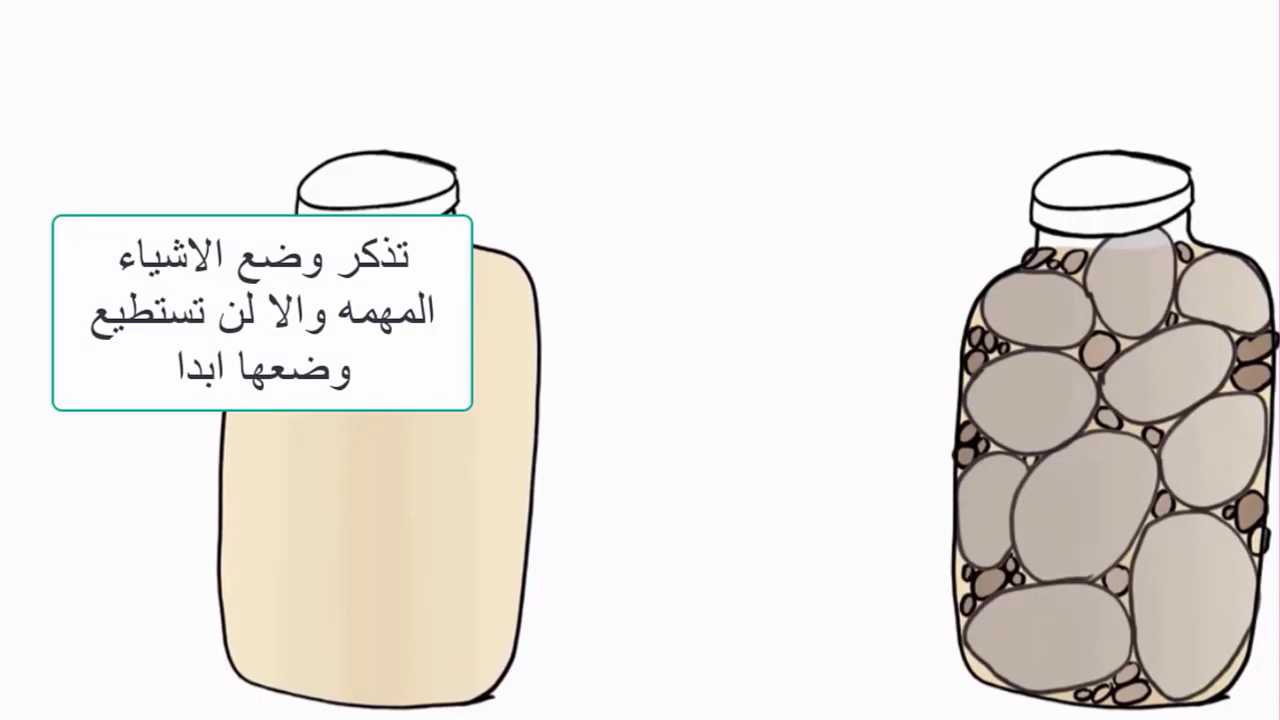 تذكر وضع الاشياء
المهمه والا لن تستطيع
وضعها ابدا